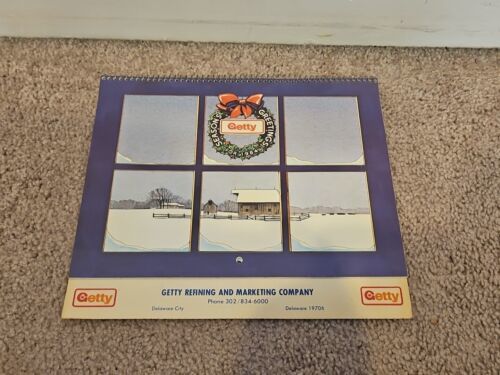 SEASON'S GREETINGS
Getty
GETTY REFINING AND MARKETING COMPANY
Phone 302/834-6000
Delaware City Delaware 19706
Getty
Getty